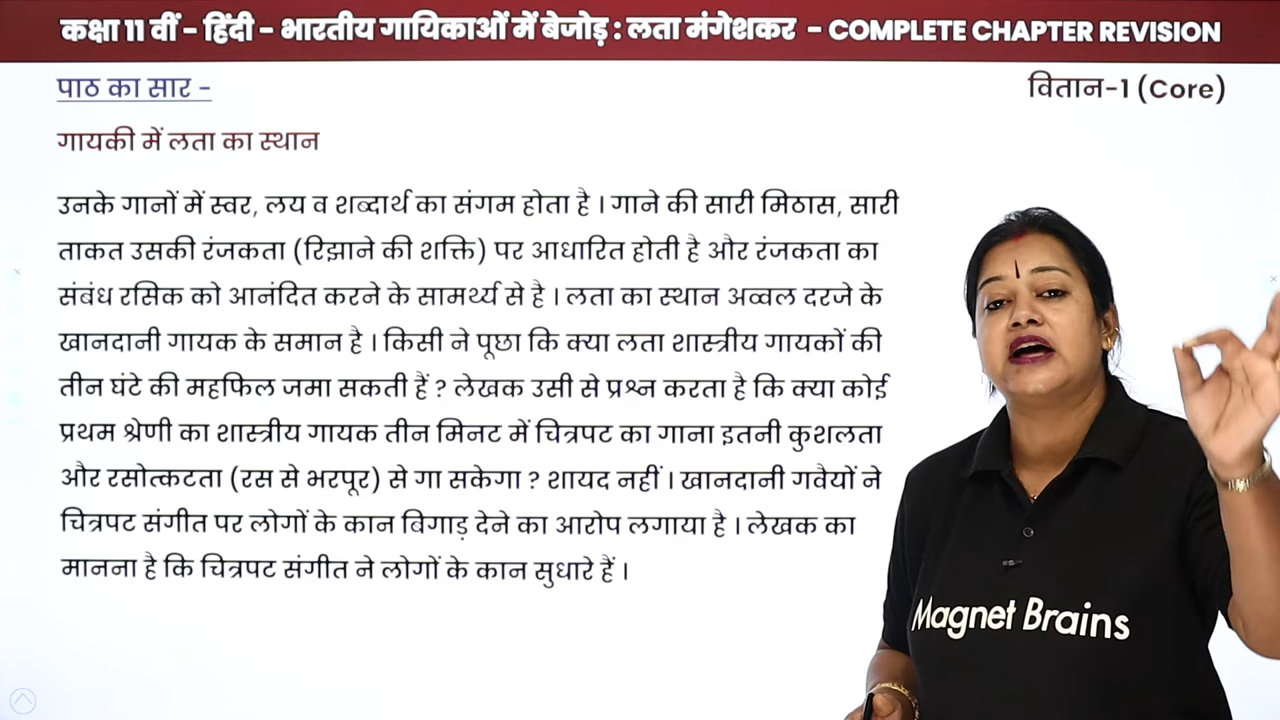 कक्षा 11 वीं - हिंदी - भारतीय गायिकाओं में बेजोड़ : लता मंगेशकर - COMPLETE CHAPTER REVISION
पाठ का सार -
वितान-1 (Core)
गायकी में लता का स्थान
उनके गानों में स्वर, लय व शब्दार्थ का संगम होता है । गाने की सारी मिठास, सारी
ताकत उसकी रंजकता (रिझाने की शक्ति) पर आधारित होती है और रंजकता का
संबंध रसिक को आनंदित करने के सामर्थ्य से है । लता का स्थान अव्वल दरजे के
खानदानी गायक के समान है । किसी ने पूछा कि क्या लता शास्त्रीय गायकों की
तीन घंटे की महफिल जमा सकती हैं ? लेखक उसी से प्रश्न करता है कि क्या कोई
प्रथम श्रेणी का शास्त्रीय गायक तीन मिनट में चित्रपट का गाना इतनी कुशलता
और रसोत्कटता (रस से भरपूर) से गा सकेगा ? शायद नहीं । खानदानी गवैयों ने
चित्रपट संगीत पर लोगों के कान बिगाड़ देने का आरोप लगाया है । लेखक का
मानना है कि चित्रपट संगीत ने लोगों के कान सुधारे हैं ।
Magnet Brains